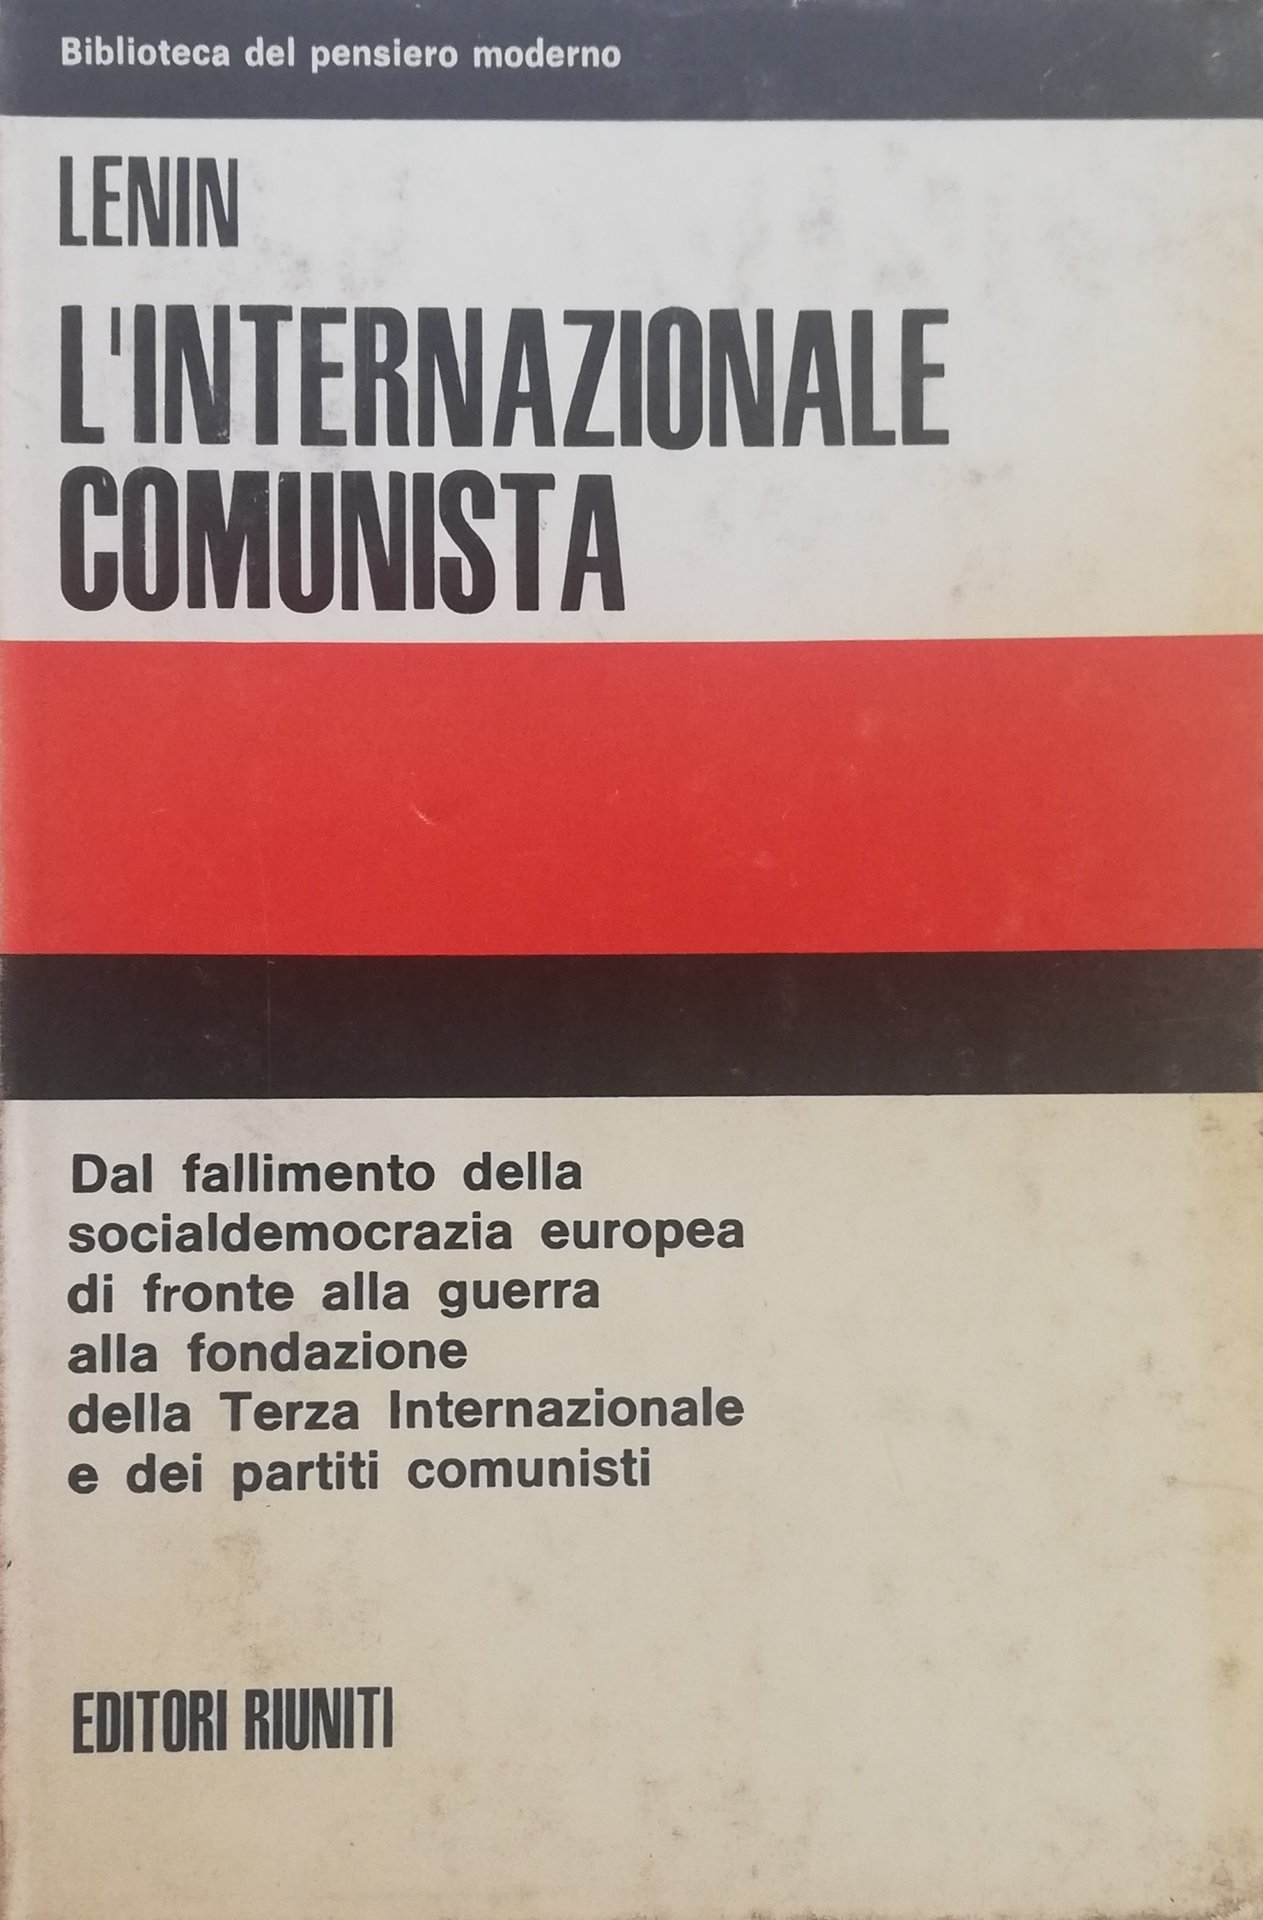 Biblioteca del pensiero moderno
LENIN
L'INTERNAZIONALE
COMUNISTA
Dal fallimento della
socialdemocrazia europea
di fronte alla guerra
alla fondazione
della Terza Internazionale
e dei partiti comunisti
EDITORI RIUNITI